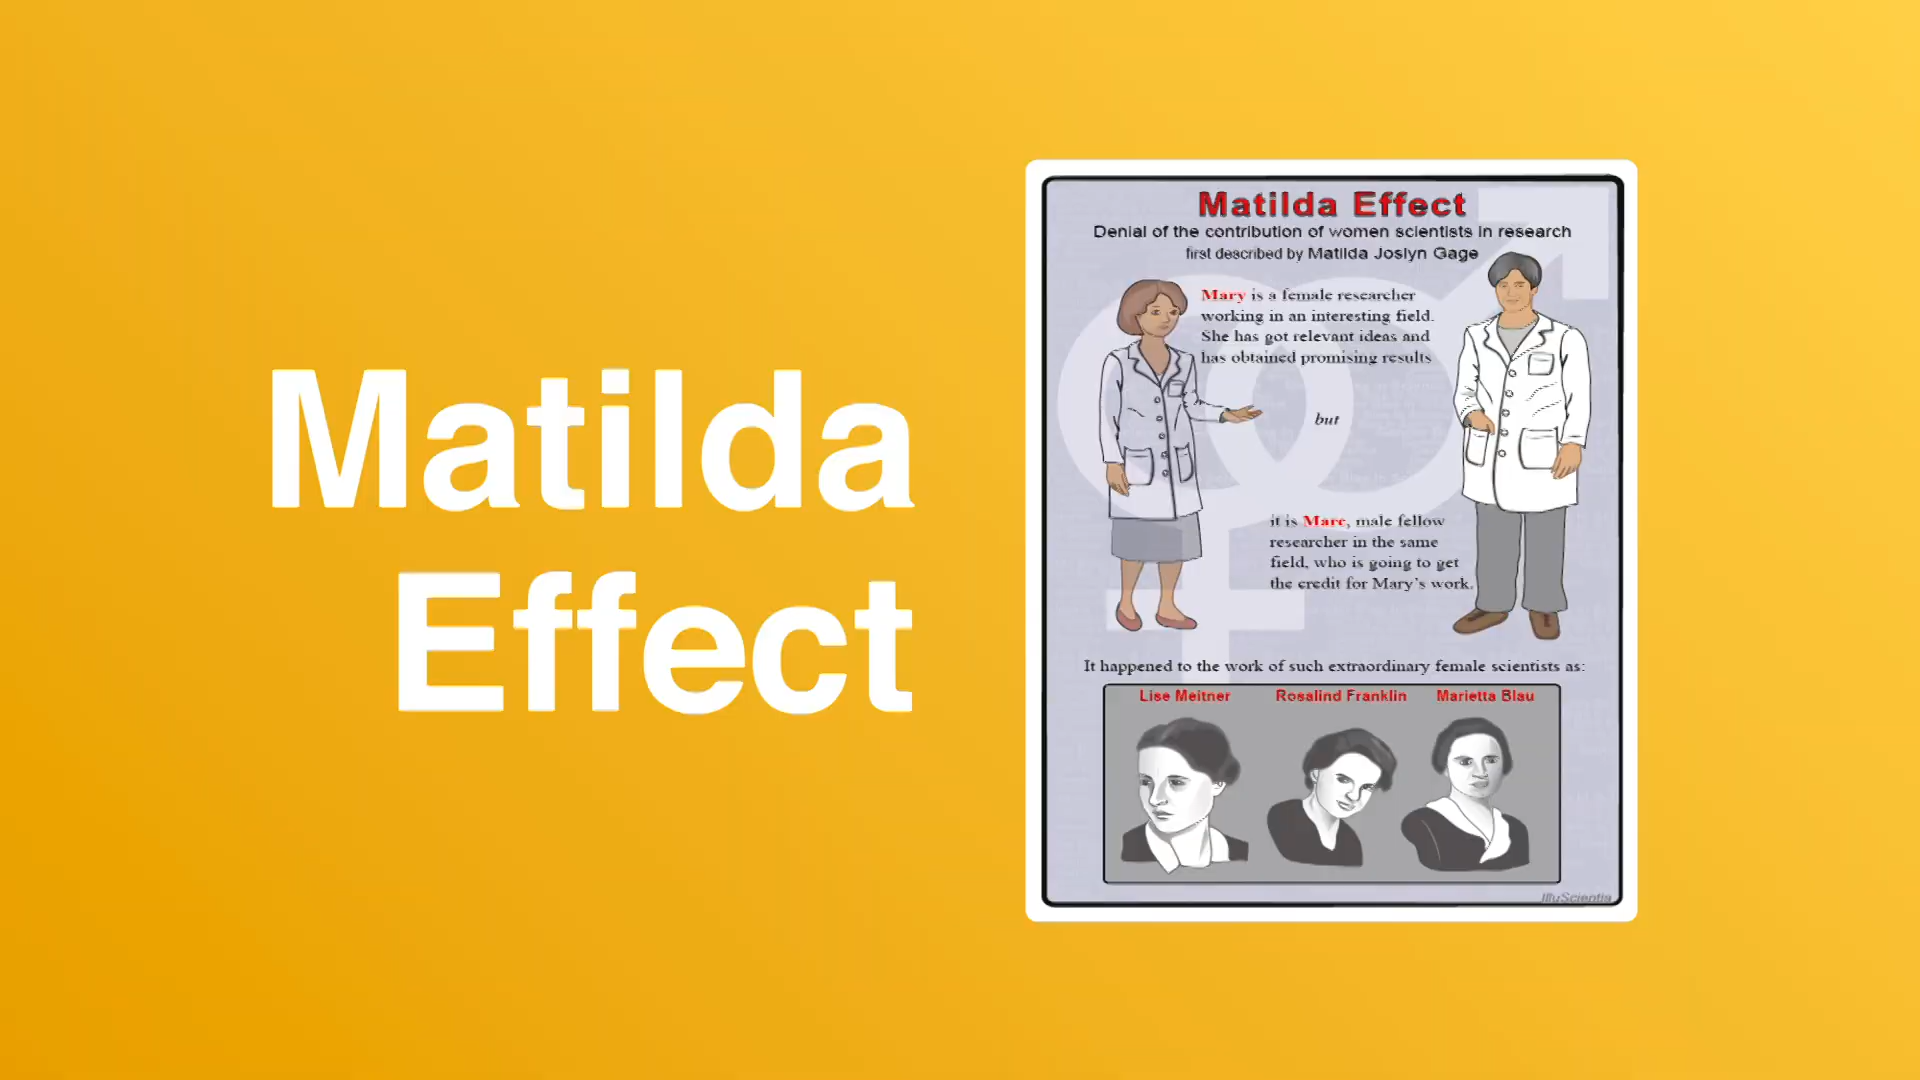 Matilda
Effect
Matilda Effect
Denial of the contribution of women scientists in research
first described by Matilda Joslyn Gage
Mary is a female researcher
working in an interesting field.
She has got relevant ideas and
has obtained promising results
but
it is Marc, male fellow
researcher in the same
field, who is going to get
the credit for Mary's work.
It happened to the work of such extraordinary female scientists as:
Lise Meitner Rosalind Franklin Marietta Blau
IlluScientia